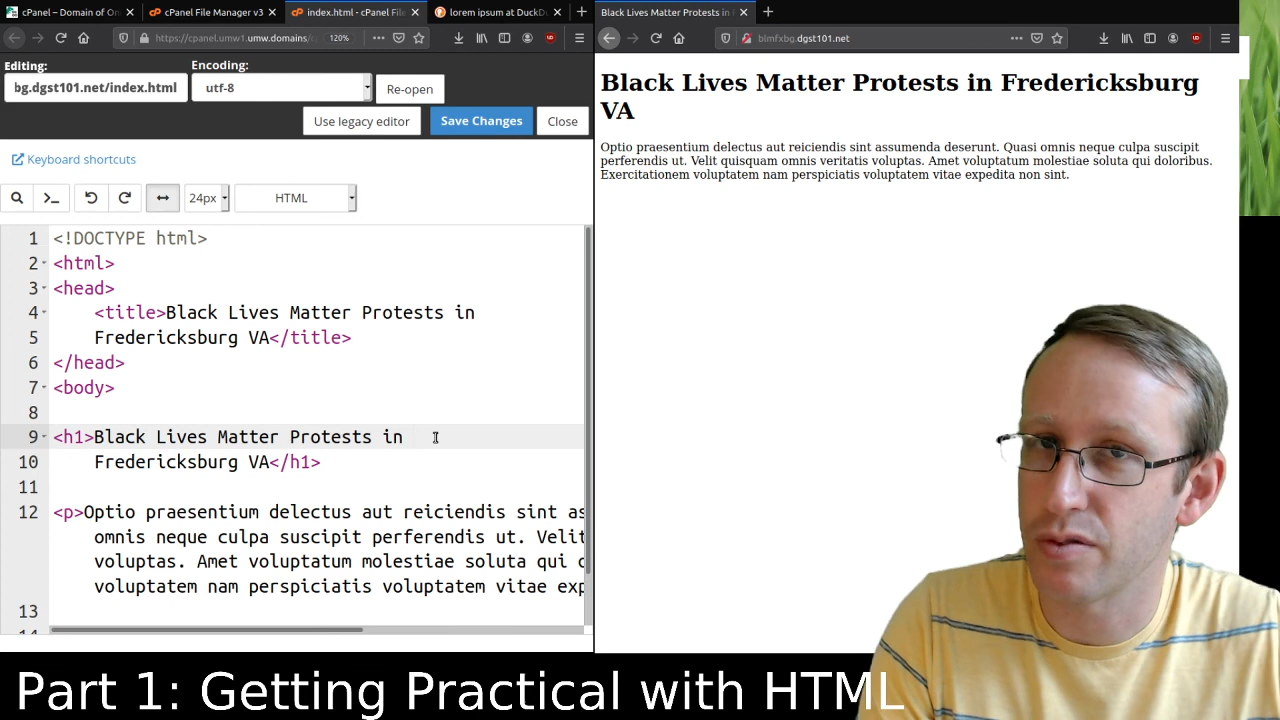 cPanel – Domain of On
cPanel File Manager v3
index.html - cPanel File
lorem ipsum at DuckDu
https://cpanel.umw1.umw.domains/c
120%
Editing:
Encoding:
bg.dgst101.net/index.html
utf-8
Re-open
Use legacy editor
Save Changes
Close
Keyboard shortcuts
24px
HTML
1 <!DOCTYPE html>
2 <html>
3 <head>
4 <title>Black Lives Matter Protests in
5 Fredericksburg VA</title>
6 </head>
7 <body>
8
9 <h1>Black Lives Matter Protests in
10 Fredericksburg VA</h1>
11
12 <p>Optio praesentium delectus aut reiciendis sint as
omnis neque culpa suscipit perferendis ut. Velit
voluptas. Amet voluptatum molestiae soluta qui d
voluptatem nam perspiciatis voluptatem vitae exp
13
14
Black Lives Matter Protests in F
blmfxbg.dgst101.net
Black Lives Matter Protests in Fredericksburg
VA
Optio praesentium delectus aut reiciendis sint assumenda deserunt. Quasi omnis neque culpa suscipit
perferendis ut. Velit quisquam omnis veritatis voluptas. Amet voluptatum molestiae soluta qui doloribus.
Exercitationem voluptatem nam perspiciatis voluptatem vitae expedita non sint.
Part 1: Getting Practical with HTML